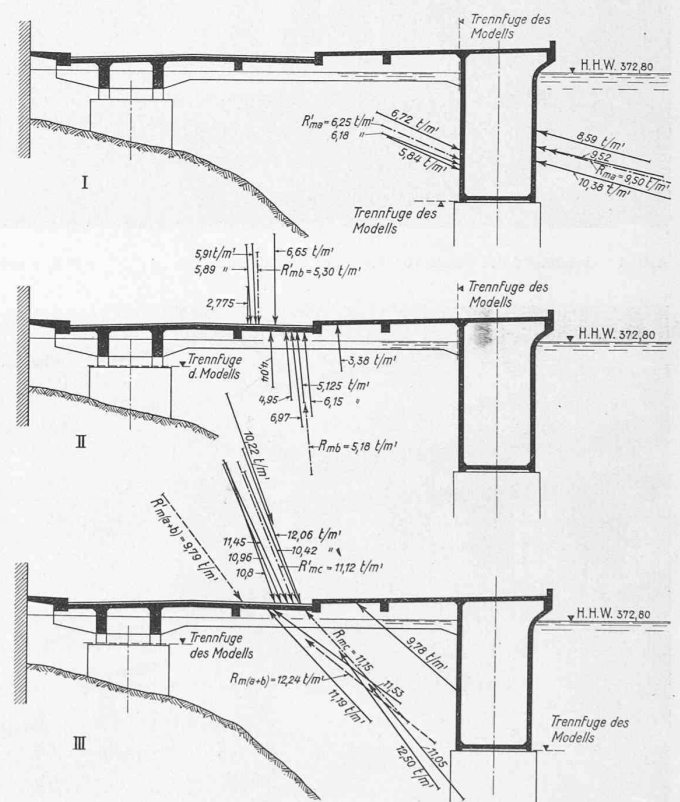 Trennfuge des
Modells
H.H.W. 372,80
R'ma = 6,25 t/m'
6,18 "
6,72 t/m'
5,84 t/m'
8,59 t/m'
9,52
Rma = 9,50 t/m'
10,38 t/m'
I
Trennfuge des
Modells
5,91 t/m'
5,89 "
6,65 t/m'
R'mb = 5,30 t/m'
2,775
Trennfuge des
Modells
H.H.W. 372,80
Trennfuge
d. Modells
4,04
3,38 t/m'
4,95
5,125 t/m'
6,15 "
6,97
Rmb = 5,18 t/m'
II
10,22 t/m'
R'm(a+b) = 9,79 t/m'
11,45
10,96
10,8
12,06 t/m'
10,42 "
R'mc = 11,12 t/m'
III
H.H.W. 372,80
Trennfuge
des Modells
Rmc = 11,15
9,78 t/m'
Rm(a+b) = 12,24 t/m'
11,53
11,19 t/m'
11,05
12,50 t/m'
Trennfuge des
Modells